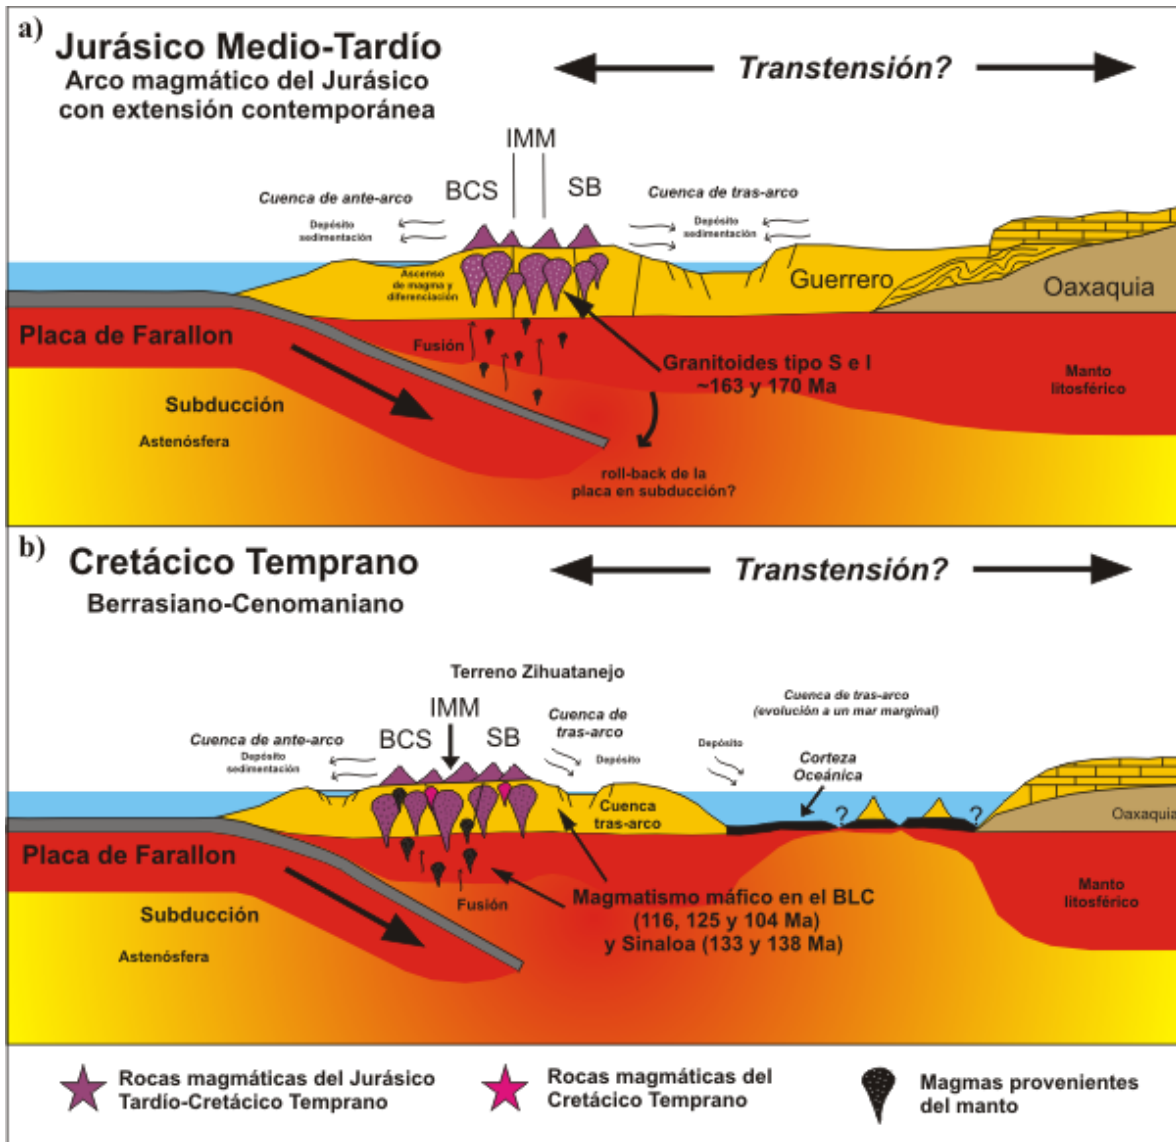 a)
Jurásico Medio-Tardío
Arco magmático del Jurásico
con extensión contemporánea
Transtensión?
IMM
BCS
SB
Cuenca de ante-arco
Depósito
sedimentación
Cuenca de tras-arco
Depósito
sedimentación
Ascenso
de magma y
diferenciación
Guerrero
Oaxaquia
Placa de Farallon
Fusión
Granitoides tipo S e I
~163 y 170 Ma
Manto
litosférico
Subducción
Astenósfera
roll-back de la
placa en subducción?
b)
Cretácico Temprano
Berrasiano-Cenomaniano
Transtensión?
Terreno Zihuatanejo
IMM
BCS
SB
Cuenca de ante-arco
Depósito
sedimentación
Cuenca de
tras-arco
Depósito
Cuenca de tras-arco
(evolución a un mar marginal)
Depósito
Corteza
Oceánica
Cuenca
tras-arco
?
?
Oaxaquia
Placa de Farallon
Fusión
Magmatismo máfico en el BLC
(116, 125 y 104 Ma)
y Sinaloa (133 y 138 Ma)
Manto
litosférico
Subducción
Astenósfera
Rocas magmáticas del Jurásico
Tardío-Cretácico Temprano
Rocas magmáticas del
Cretácico Temprano
Magmas provenientes
del manto